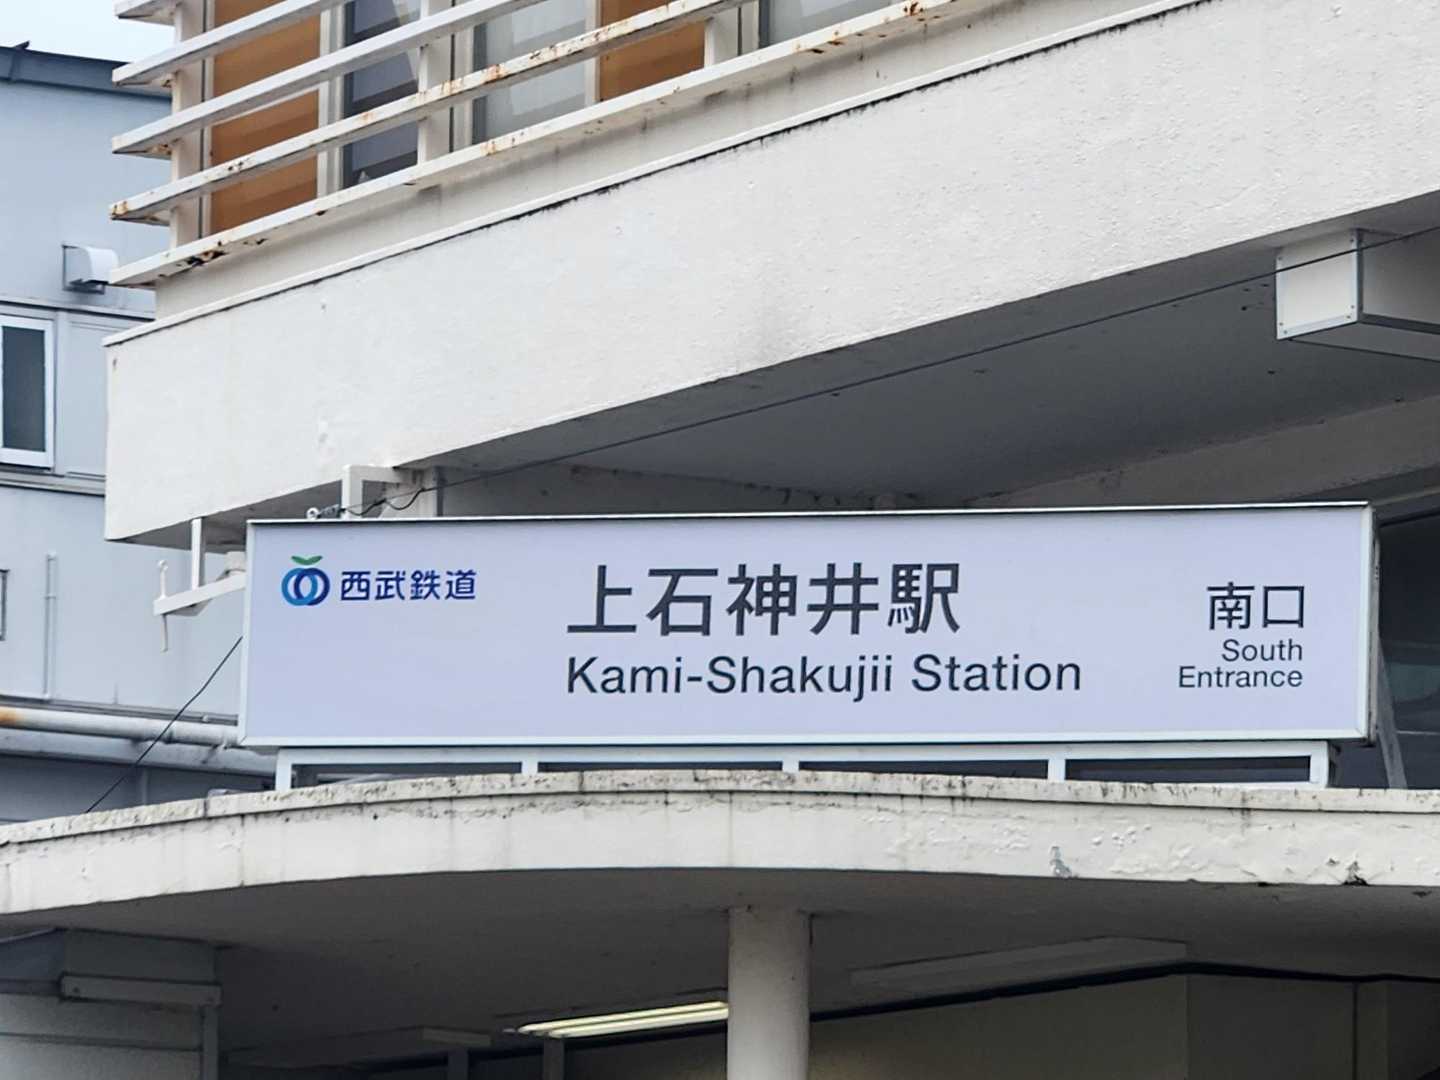 西武鉄道
上石神井駅
Kami-Shakujii Station
南口
South
Entrance